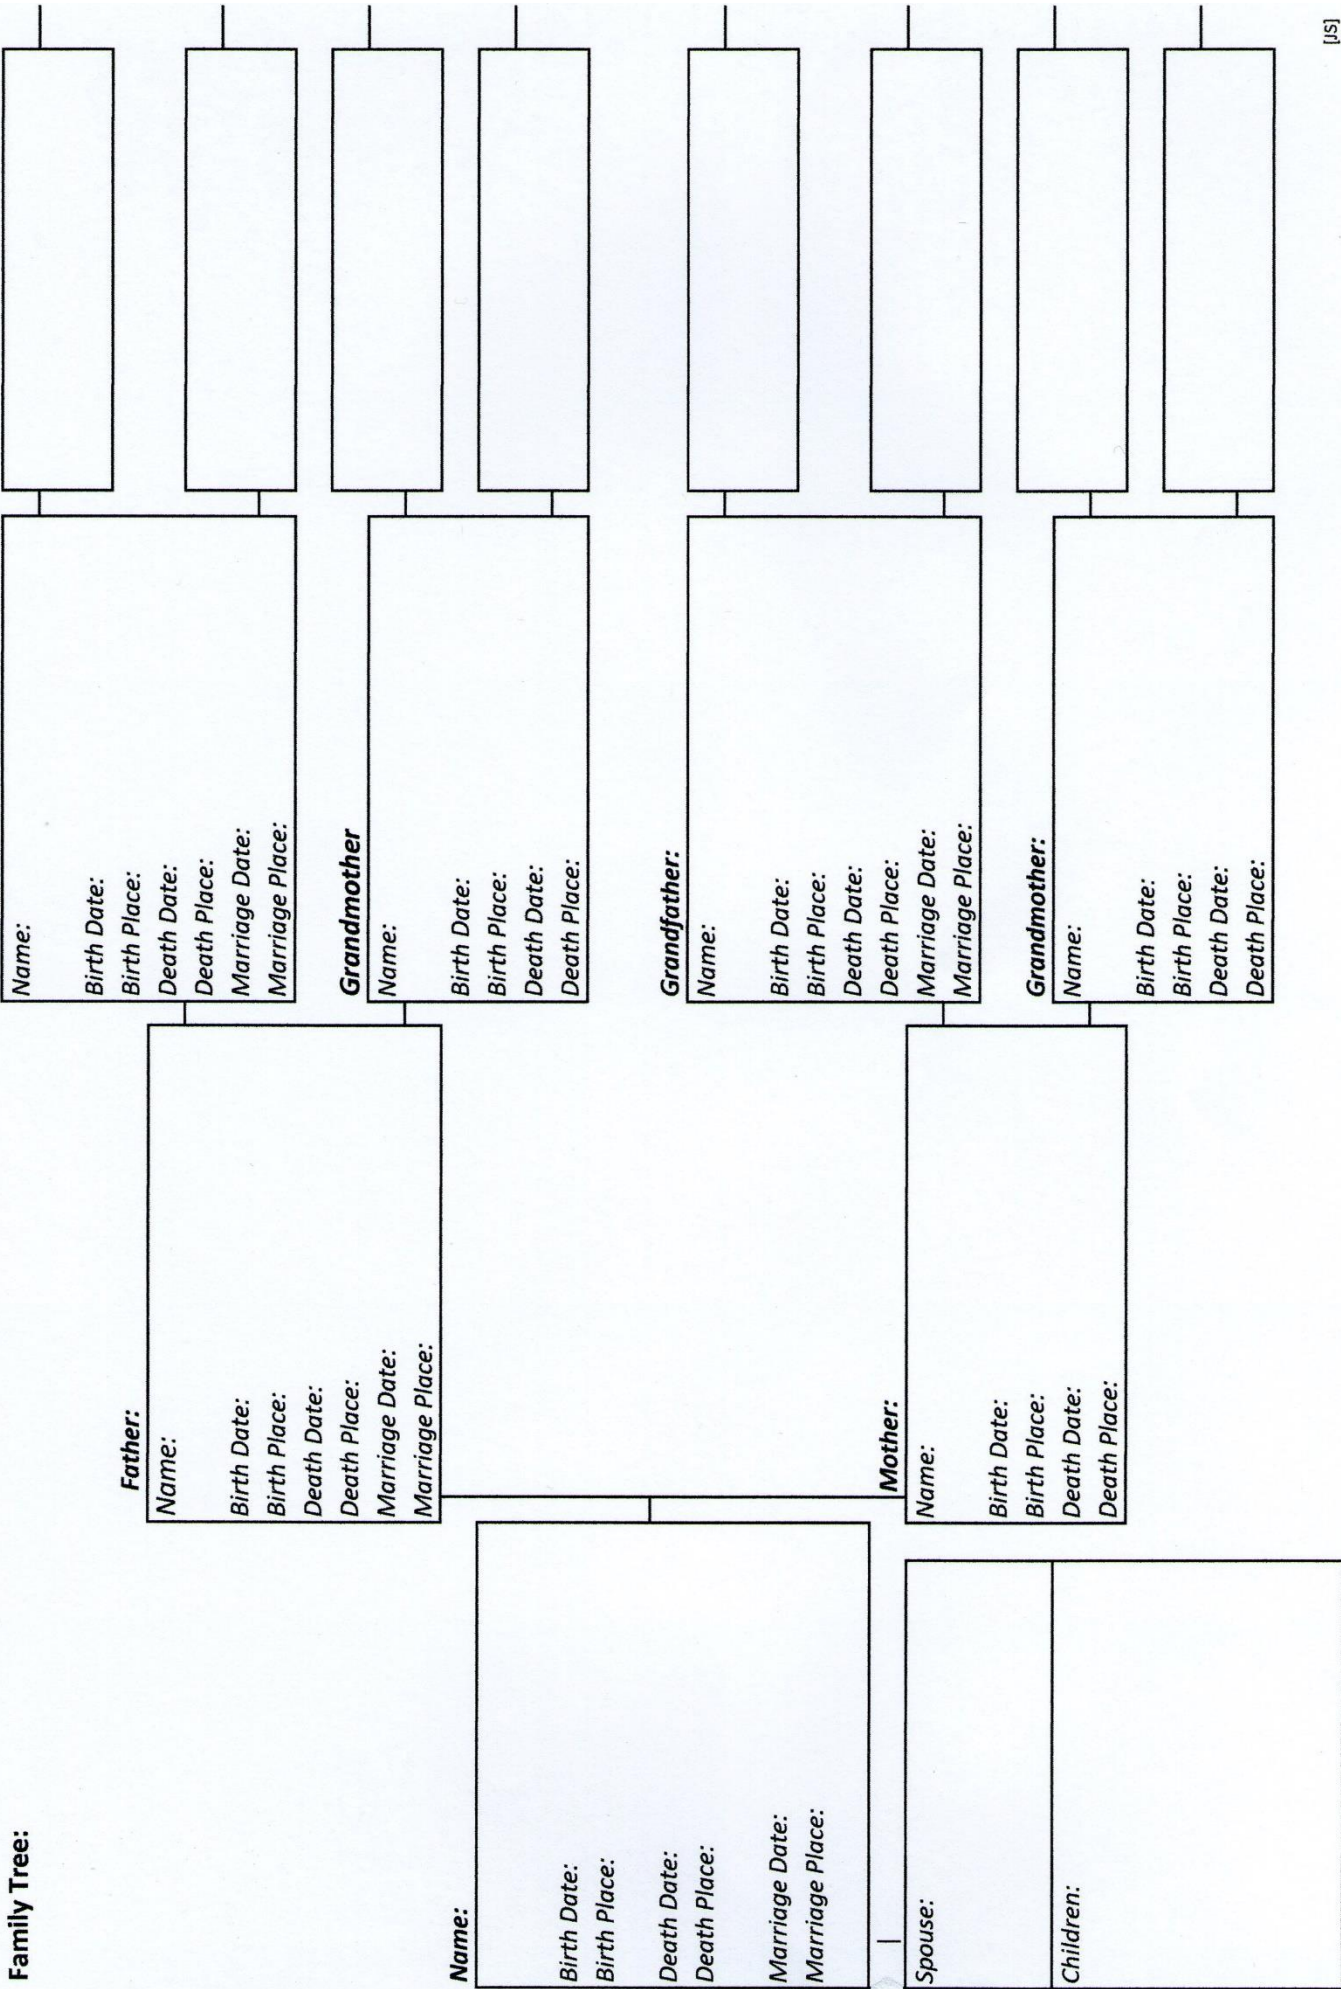 Family Tree:
Name:
Birth Date:
Birth Place:
Death Date:
Death Place:
Marriage Date:
Marriage Place:
Spouse:
Children:
Father:
Name:
Birth Date:
Birth Place:
Death Date:
Death Place:
Marriage Date:
Marriage Place:
Mother:
Name:
Birth Date:
Birth Place:
Death Date:
Death Place:
Name:
Birth Date:
Birth Place:
Death Date:
Death Place:
Marriage Date:
Marriage Place:
Grandmother
Name:
Birth Date:
Birth Place:
Death Date:
Death Place:
Grandfather:
Name:
Birth Date:
Birth Place:
Death Date:
Death Place:
Marriage Date:
Marriage Place:
Grandmother:
Name:
Birth Date:
Birth Place:
Death Date:
Death Place:
[JS]